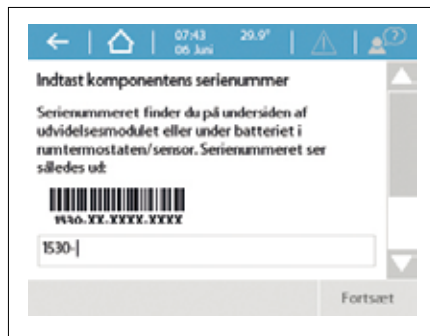 07:43 29.9°
06 Juni
?
Indtast komponentens serienummer
Serienummeret finder du på undersiden af
udvidelsesmodulet eller under batteriet i
rumtermostaten/sensor. Serienummeret ser
således ud:
1530-XX-XXXX-XXXX
1530-
Fortsæt